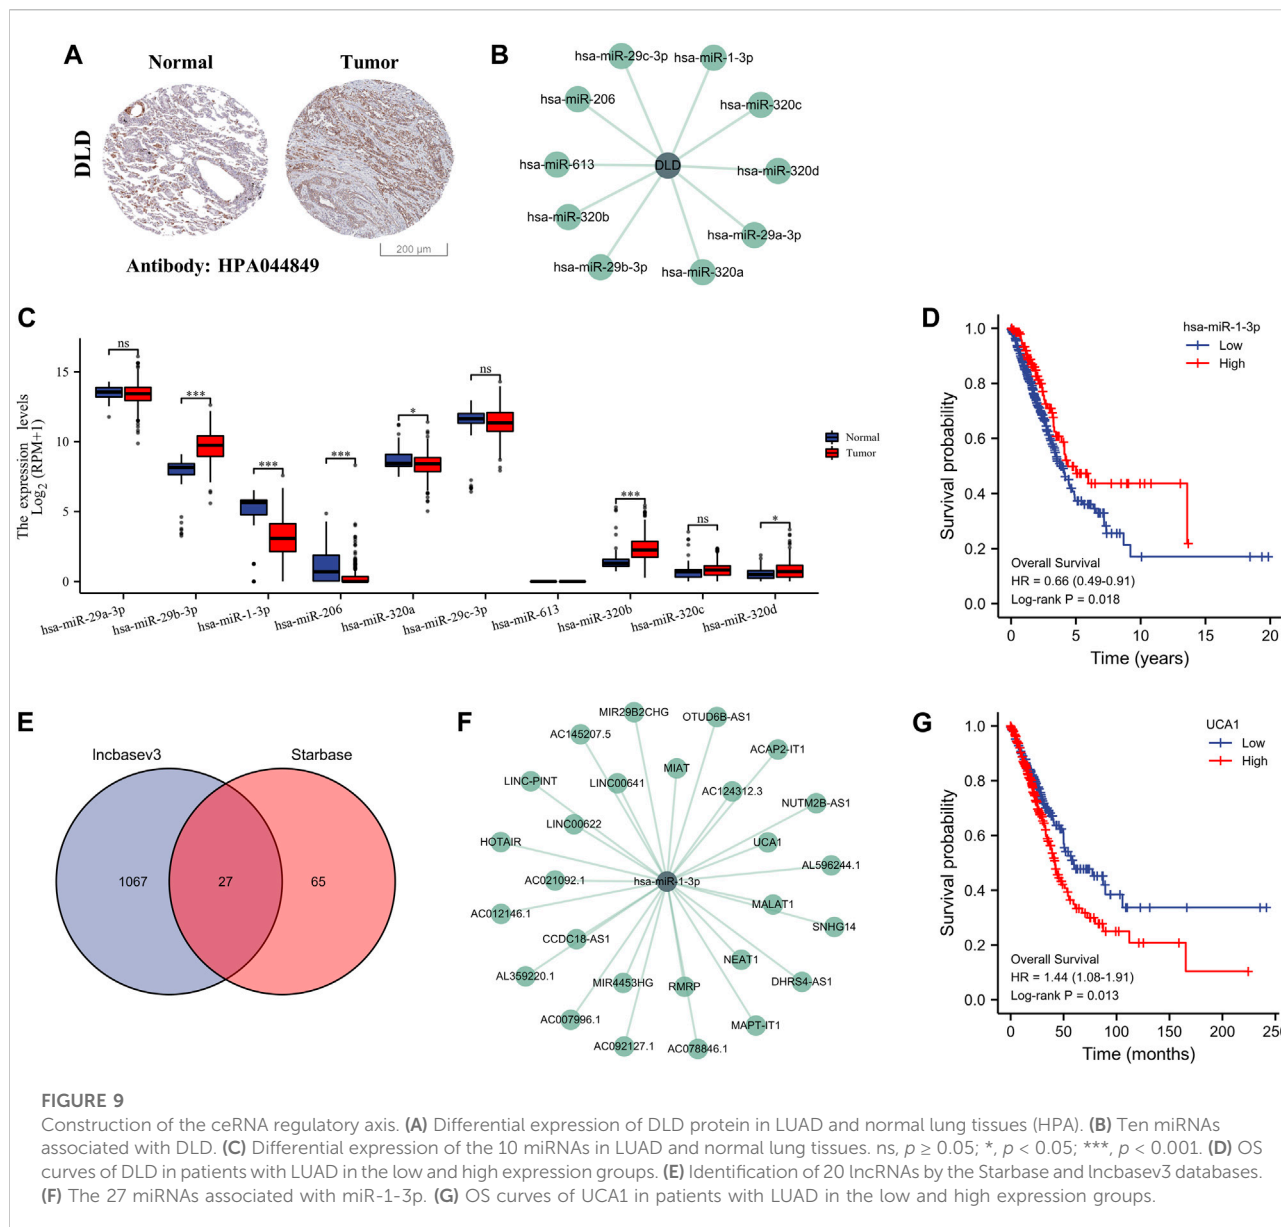 A
Normal
Tumor
DLD
200 µm
Antibody: HPA044849
B
hsa-miR-29c-3p
hsa-miR-1-3p
hsa-miR-206
hsa-miR-320c
hsa-miR-613
DLD
hsa-miR-320d
hsa-miR-320b
hsa-miR-29a-3p
hsa-miR-29b-3p
hsa-miR-320a
C
The expression levels
Log2 (RPM+1)
15
10
5
0
ns
***
***
***
*
ns
***
ns
*
Normal
Tumor
hsa-miR-29a-3p
hsa-miR-29b-3p
hsa-miR-1-3p
hsa-miR-206
hsa-miR-320a
hsa-miR-29c-3p
hsa-miR-613
hsa-miR-320b
hsa-miR-320c
hsa-miR-320d
D
Survival probability
1.0
0.8
0.6
0.4
0.2
0.0
hsa-miR-1-3p
Low
High
Overall Survival
HR = 0.66 (0.49-0.91)
Log-rank P = 0.018
0 5 10 15 20
Time (years)
E
lncbasev3
Starbase
1067
27
65
F
MIR29B2CHG
OTUD6B-AS1
AC145207.5
ACAP2-IT1
MIAT
LINC-PINT
LINC00641
AC124312.3
NUTM2B-AS1
LINC00622
HOTAIR
UCA1
AL596244.1
AC021092.1
hsa-miR-1-3p
AC012146.1
MALAT1
SNHG14
CCDC18-AS1
NEAT1
AL359220.1
MIR4453HG
RMRP
DHRS4-AS1
AC007996.1
MAPT-IT1
AC092127.1
AC078846.1
G
Survival probability
1.0
0.8
0.6
0.4
0.2
0.0
UCA1
Low
High
Overall Survival
HR = 1.44 (1.08-1.91)
Log-rank P = 0.013
0 50 100 150 200 250
Time (months)
FIGURE 9
Construction of the ceRNA regulatory axis. (A) Differential expression of DLD protein in LUAD and normal lung tissues (HPA). (B) Ten miRNAs
associated with DLD. (C) Differential expression of the 10 miRNAs in LUAD and normal lung tissues. ns, p ≥ 0.05; *, p < 0.05; ***, p < 0.001. (D) OS
curves of DLD in patients with LUAD in the low and high expression groups. (E) Identification of 20 lncRNAs by the Starbase and lncbasev3 databases.
(F) The 27 miRNAs associated with miR-1-3p. (G) OS curves of UCA1 in patients with LUAD in the low and high expression groups.